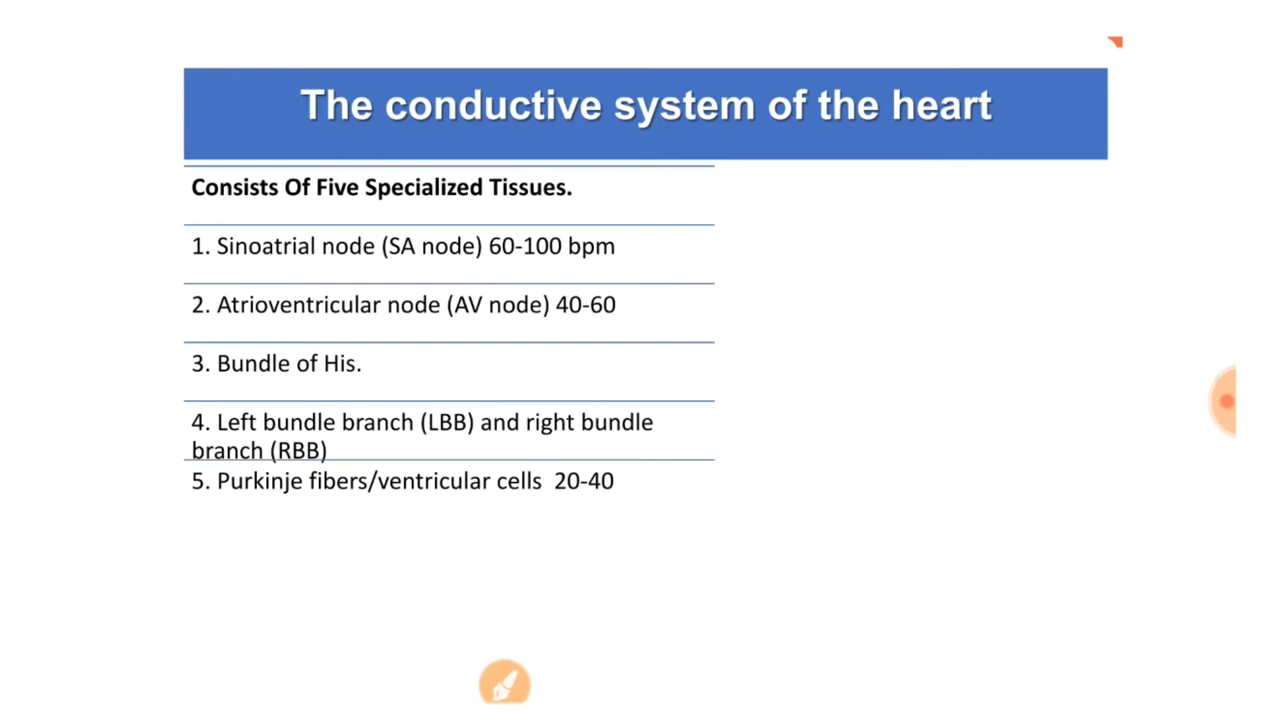 The conductive system of the heart
Consists Of Five Specialized Tissues.
1. Sinoatrial node (SA node) 60-100 bpm
2. Atrioventricular node (AV node) 40-60
3. Bundle of His.
4. Left bundle branch (LBB) and right bundle
branch (RBB)
5. Purkinje fibers/ventricular cells  20-40